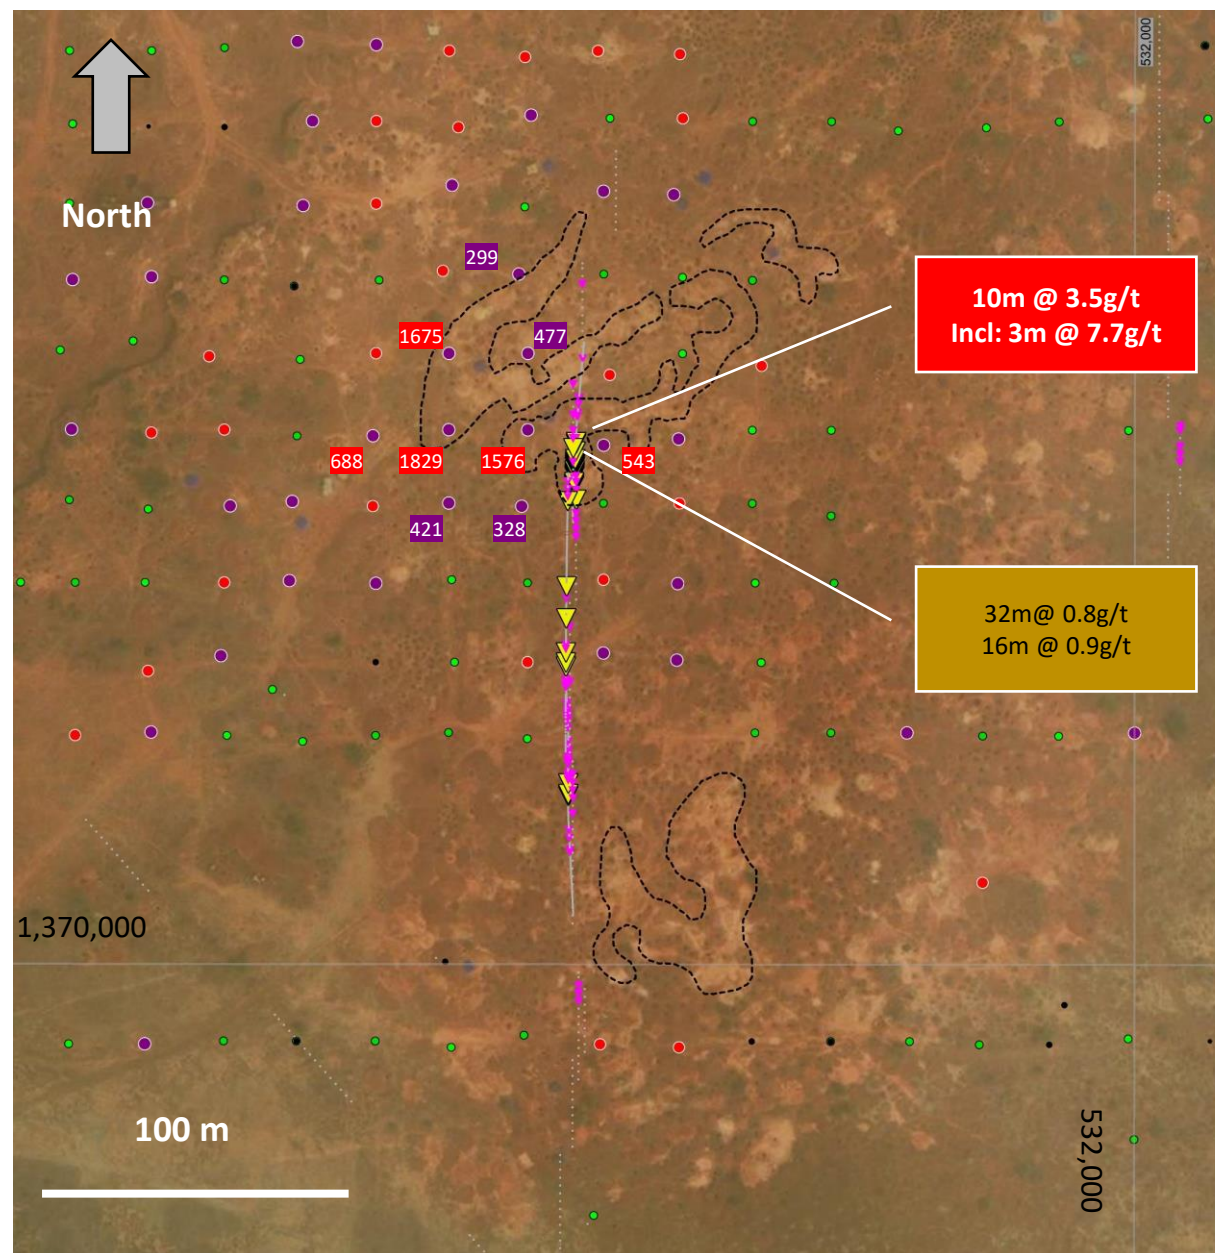 532,000
North
299
1675
477
10m @ 3.5g/t
Incl: 3m @ 7.7g/t
688
1829
1576
543
421
328
32m@ 0.8g/t
16m @ 0.9g/t
1,370,000
100 m
532,000